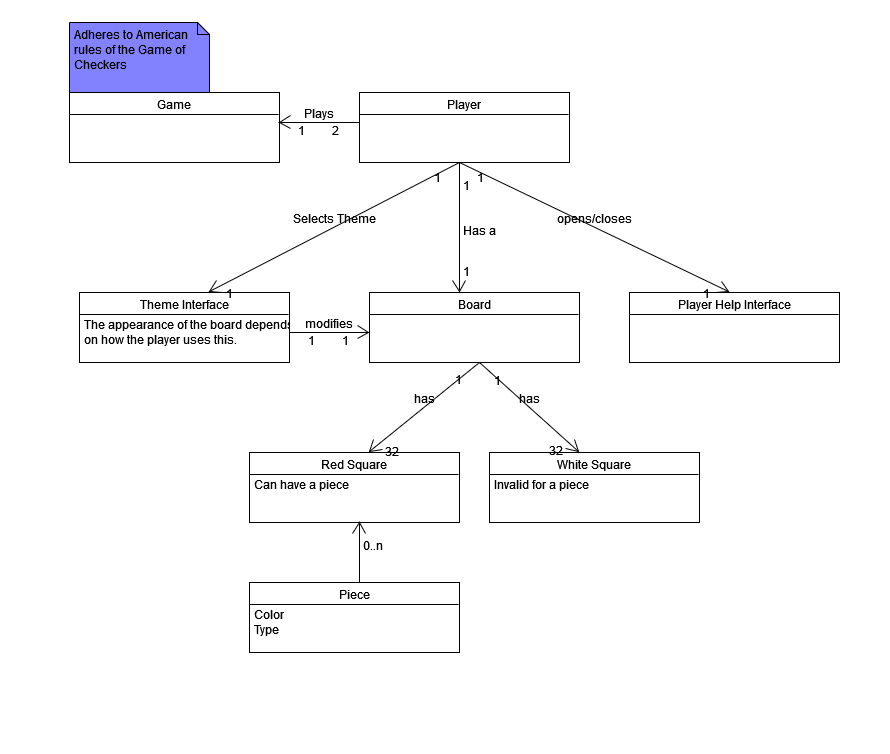 Adheres to American
rules of the Game of
Checkers
Game
Player
Plays
1
2
1
1
1
Selects Theme
opens/closes
Has a
1
1
1
Theme Interface
The appearance of the board depends
on how the player uses this.
modifies
1
1
Board
Player Help Interface
1
1
has
has
32
32
Red Square
Can have a piece
White Square
Invalid for a piece
0..n
Piece
Color
Type